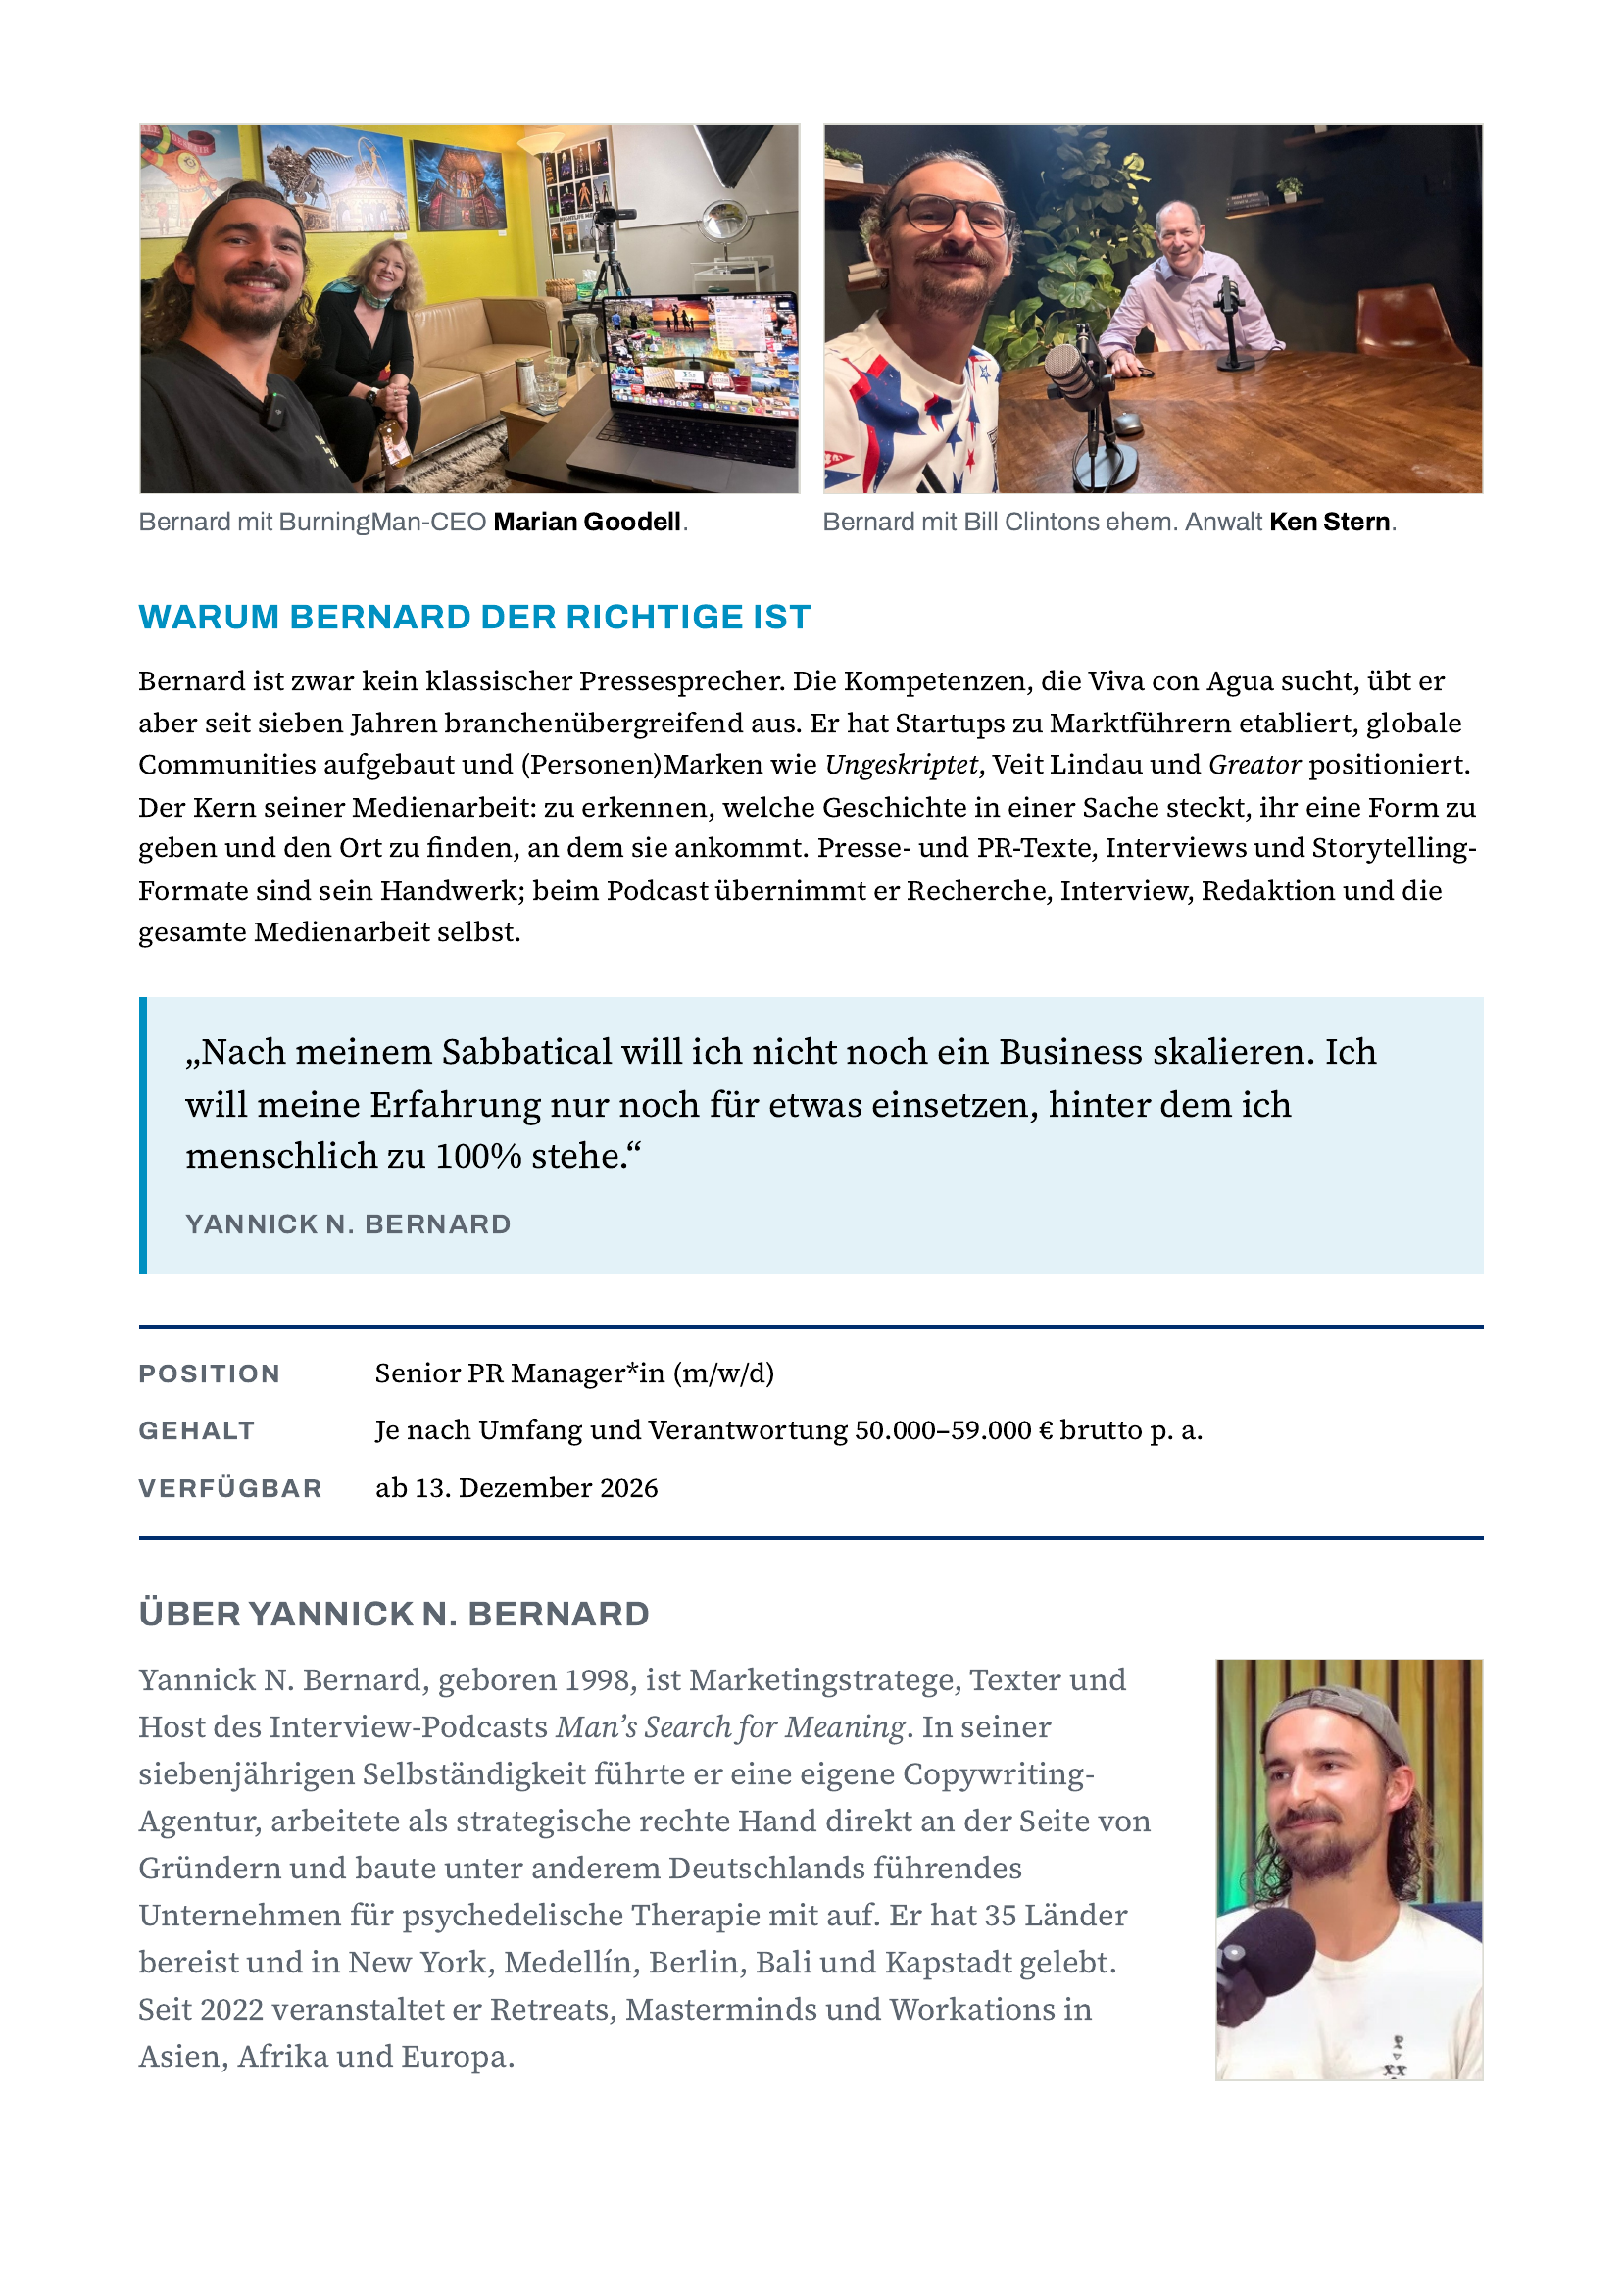 Bernard mit BurningMan-CEO Marian Goodell.
Bernard mit Bill Clintons ehem. Anwalt Ken Stern.
WARUM BERNARD DER RICHTIGE IST
Bernard ist zwar kein klassischer Pressesprecher. Die Kompetenzen, die Viva con Agua sucht, übt er
aber seit sieben Jahren branchenübergreifend aus. Er hat Startups zu Marktführern etabliert, globale
Communities aufgebaut und (Personen)Marken wie Ungeskriptet, Veit Lindau und Greator positioniert.
Der Kern seiner Medienarbeit: zu erkennen, welche Geschichte in einer Sache steckt, ihr eine Form zu
geben und den Ort zu finden, an dem sie ankommt. Presse- und PR-Texte, Interviews und Storytelling-
Formate sind sein Handwerk; beim Podcast übernimmt er Recherche, Interview, Redaktion und die
gesamte Medienarbeit selbst.
„Nach meinem Sabbatical will ich nicht noch ein Business skalieren. Ich
will meine Erfahrung nur noch für etwas einsetzen, hinter dem ich
menschlich zu 100% stehe.“
YANNICK N. BERNARD
POSITION Senior PR Manager*in (m/w/d)
GEHALT Je nach Umfang und Verantwortung 50.000–59.000 € brutto p. a.
VERFÜGBAR ab 13. Dezember 2026
ÜBER YANNICK N. BERNARD
Yannick N. Bernard, geboren 1998, ist Marketingstratege, Texter und
Host des Interview-Podcasts Man’s Search for Meaning. In seiner
siebenjährigen Selbständigkeit führte er eine eigene Copywriting-
Agentur, arbeitete als strategische rechte Hand direkt an der Seite von
Gründern und baute unter anderem Deutschlands führendes
Unternehmen für psychedelische Therapie mit auf. Er hat 35 Länder
bereist und in New York, Medellín, Berlin, Bali und Kapstadt gelebt.
Seit 2022 veranstaltet er Retreats, Masterminds und Workations in
Asien, Afrika und Europa.